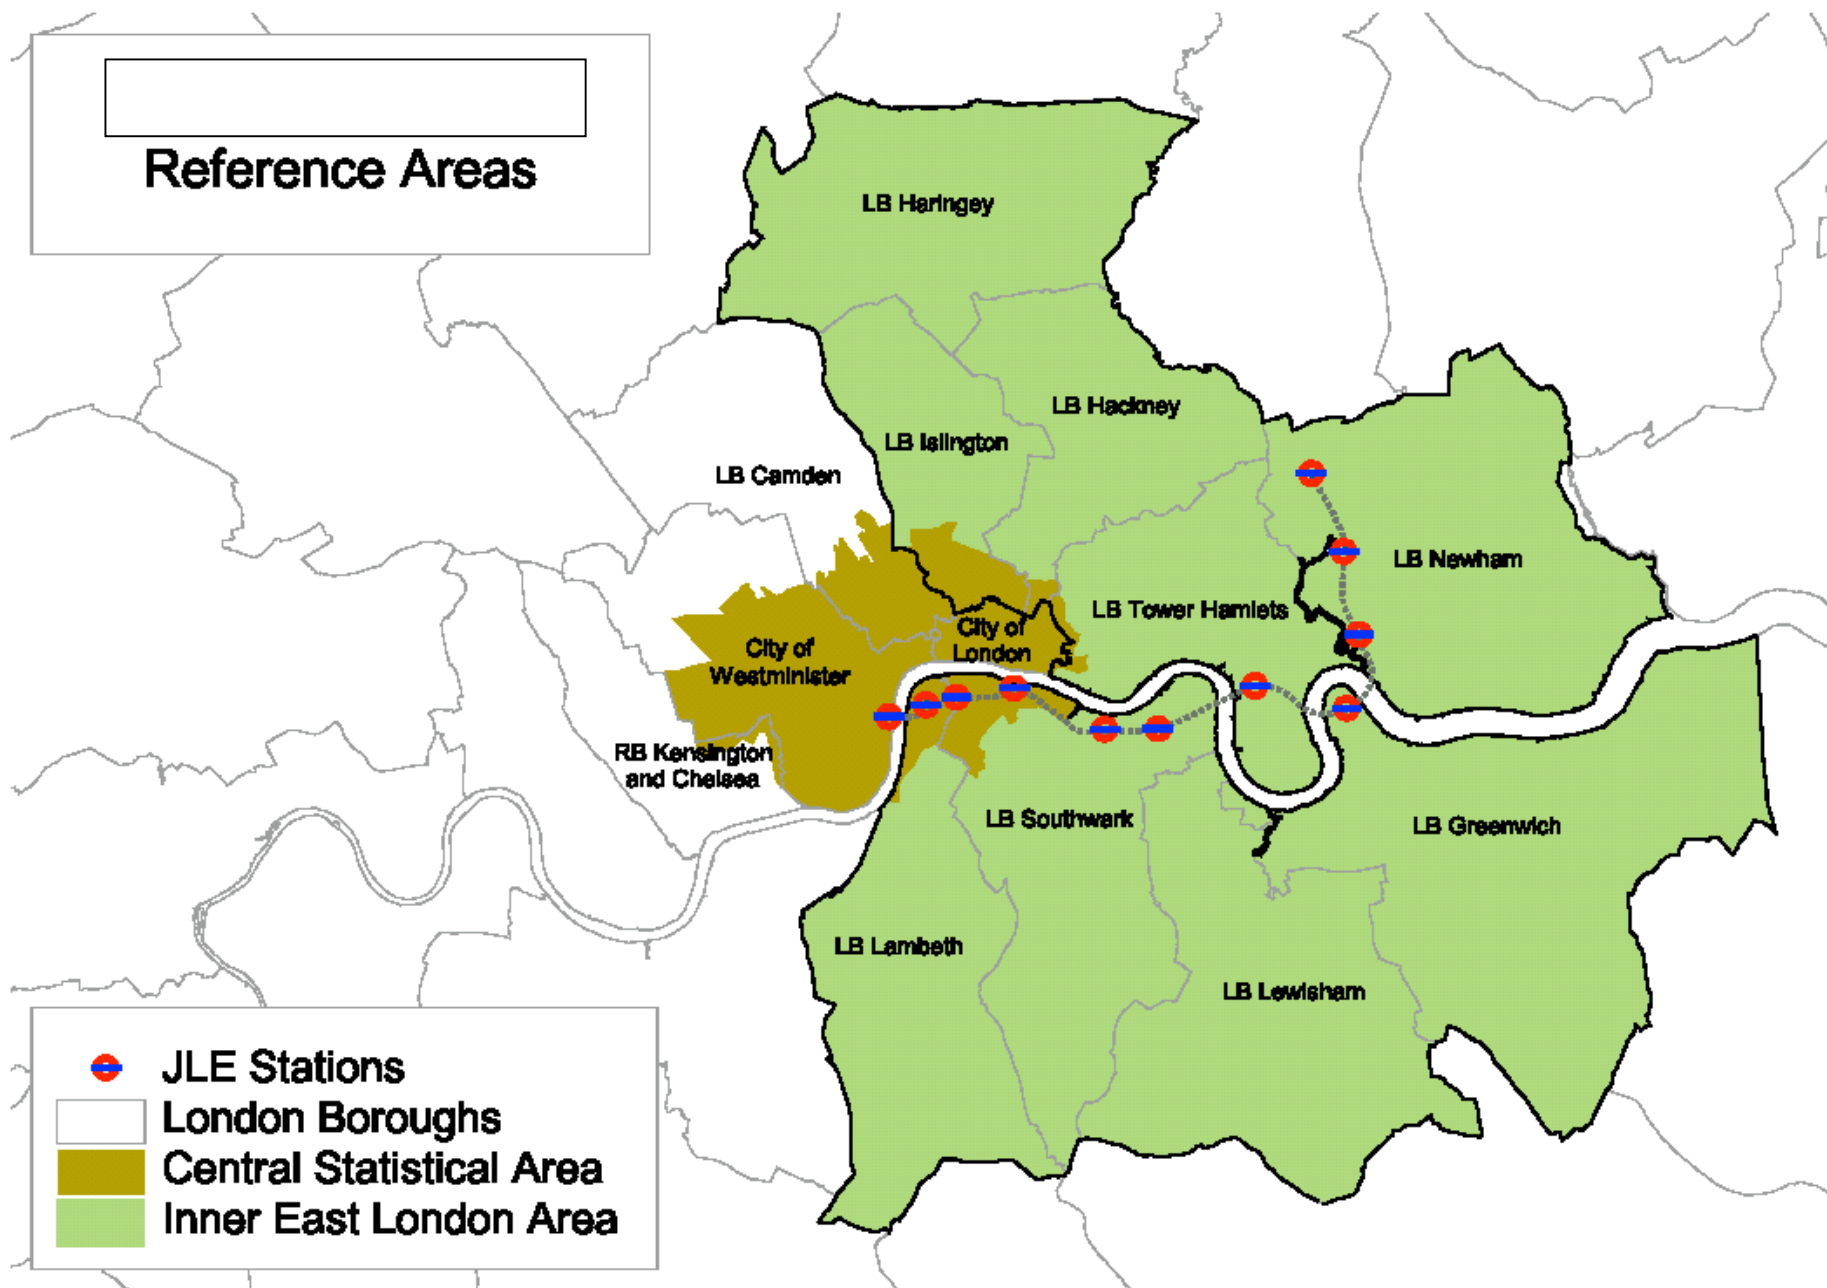 Reference Areas
LB Haringey
LB Hackney
LB Islington
LB Camden
LB Newham
LB Tower Hamlets
City of
London
City of
Westminister
RB Kensington
and Chelsea
LB Southwark
LB Greenwich
LB Lambeth
LB Lewisham
JLE Stations
London Boroughs
Central Statistical Area
Inner East London Area